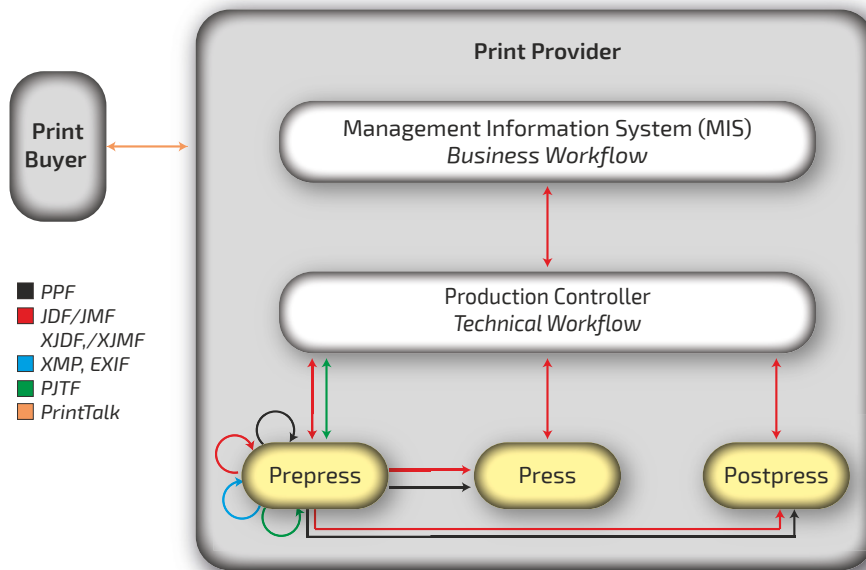 Print Provider
Print
Buyer
Management Information System (MIS)
Business Workflow
Production Controller
Technical Workflow
PPF
JDF/JMF
XJDF,/XJMF
XMP, EXIF
PJTF
PrintTalk
Prepress
Press
Postpress